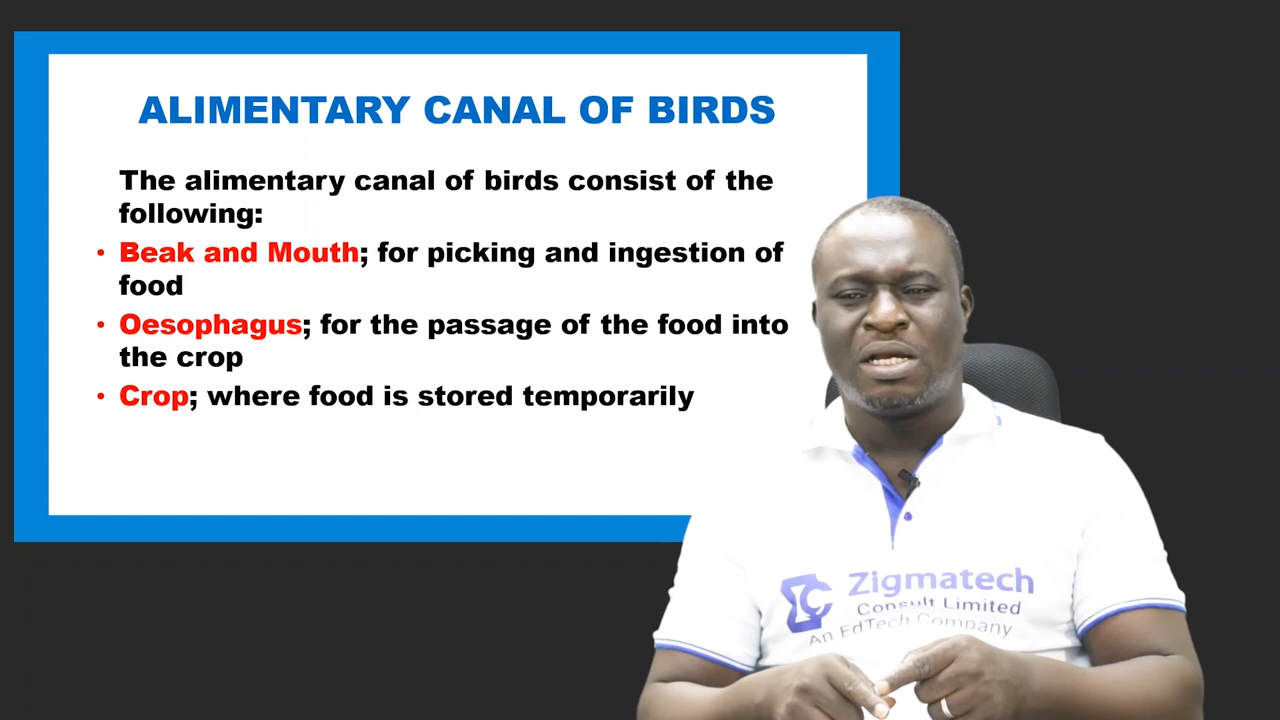 ALIMENTARY CANAL OF BIRDS
The alimentary canal of birds consist of the
following:
• Beak and Mouth; for picking and ingestion of
food
• Oesophagus; for the passage of the food into
the crop
• Crop; where food is stored temporarily
Zigmatech
Consult Limited
An EdTech Company